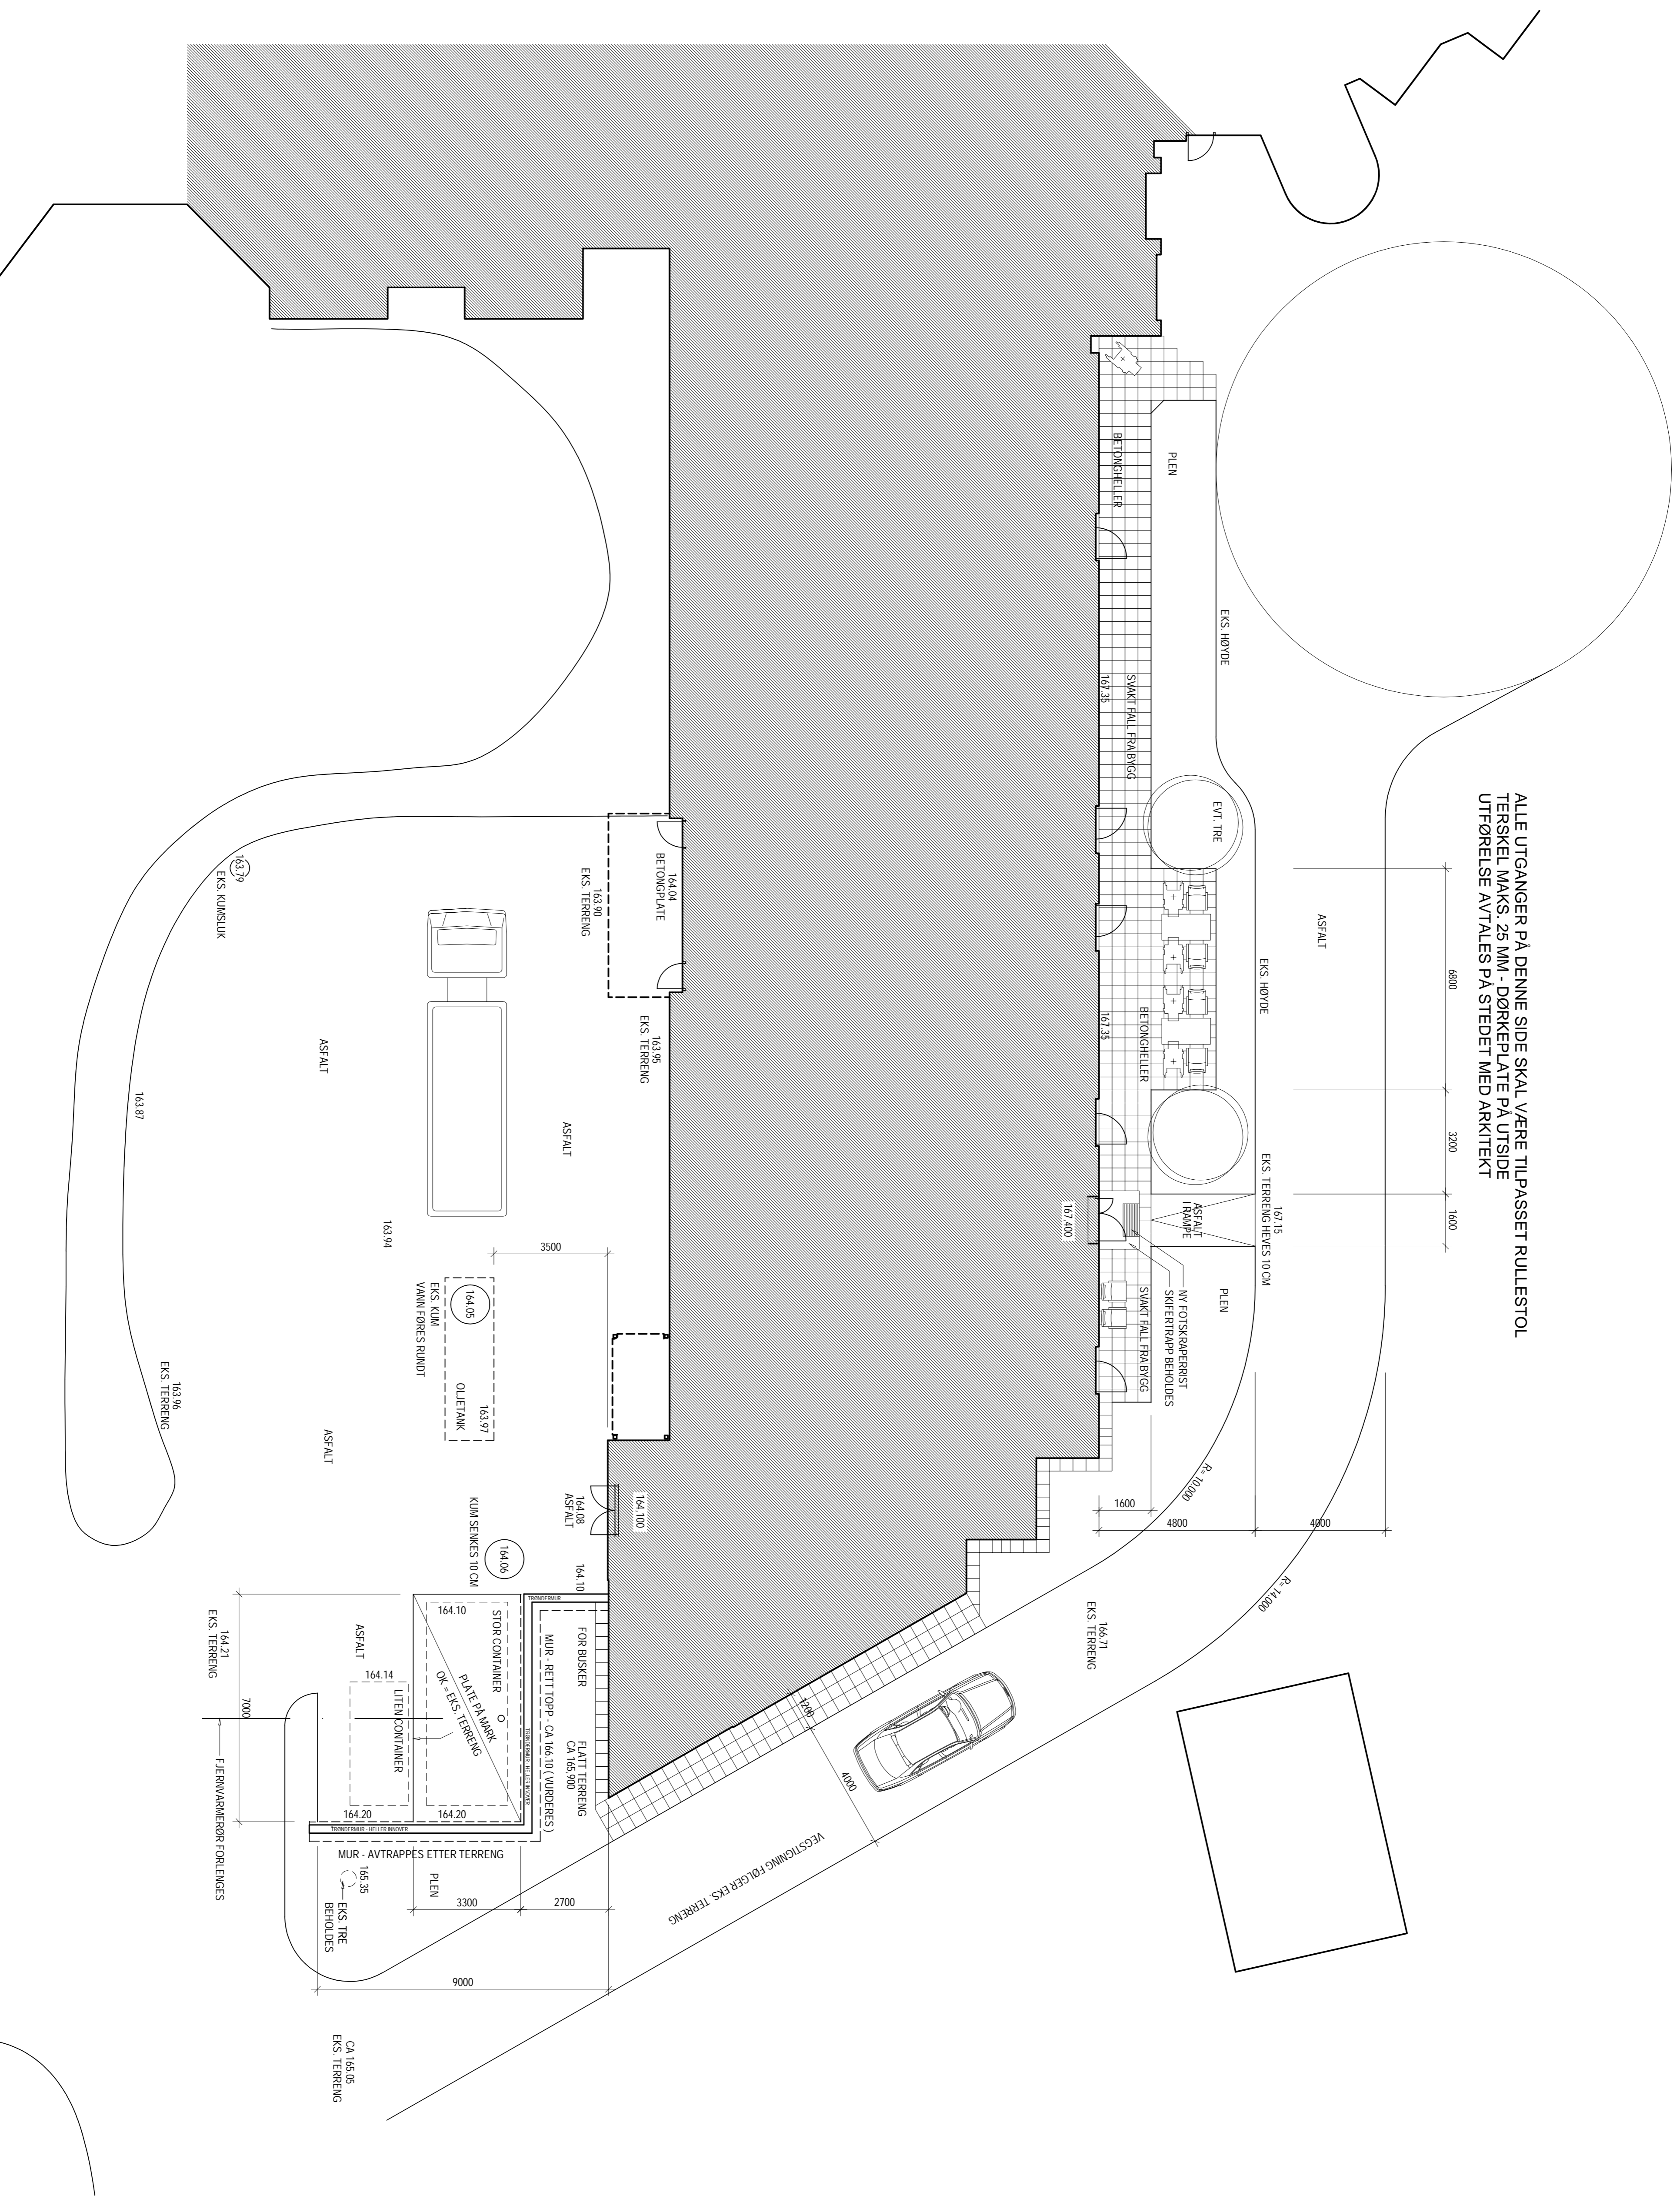 ALLE UTGANGER PÅ DENNE SIDE SKAL VÆRE TILPASSET RULLESTOL
TERSKEL MAKS. 25 MM - DØRKEPLATE PÅ UTSIDE
UTFØRELSE AVTALES PÅ STEDET MED ARKITEKT
6800
3200
1600
ASFALT
EKS. HØYDE
EKS. HØYDE
167.15
EKS. TERRENG HEVES 10 CM
PLEN
EVT. TRE
PLEN
ASFALT
I RAMPE
NY FOTSKRAPERRIST
SKIFERTRAPP BEHOLDES
BETONGHELLER
SVAKT FALL FRA BYGG
167.35
BETONGHELLER
167.35
SVAKT FALL FRA BYGG
167.400
R= 10.000
R= 14.000
1600
4800
4000
166.71
EKS. TERRENG
1200
4000
VEGSTIGNING FØLGER EKS. TERRENG
164.04
BETONGPLATE
163.90
EKS. TERRENG
163.95
EKS. TERRENG
ASFALT
3500
164.05
EKS. KUM
VANN FØRES RUNDT
163.97
OLJETANK
163.94
ASFALT
163.79
EKS. KUMSLUK
163.87
163.96
EKS. TERRENG
ASFALT
164.100
164.08
ASFALT
164.06
KUM SENKES 10 CM
164.10
TRØNDERMUR
FOR BUSKER
FLATT TERRENG
CA 165,900
MUR - RETT TOPP - CA 166.10 ( VURDERES )
TRØNDERMUR - HELLER INNOVER
STOR CONTAINER
164.10
PLATE PÅ MARK
OK = EKS. TERRENG
164.14
LITEN CONTAINER
ASFALT
164.20
164.20
TRØNDERMUR - HELLER INNOVER
MUR - AVTRAPPES ETTER TERRENG
164.21
EKS. TERRENG
7000
FJERNVARMERØR FORLENGES
PLEN
165.35
EKS. TRE
BEHOLDES
3300
2700
9000
CA 165.05
EKS. TERRENG